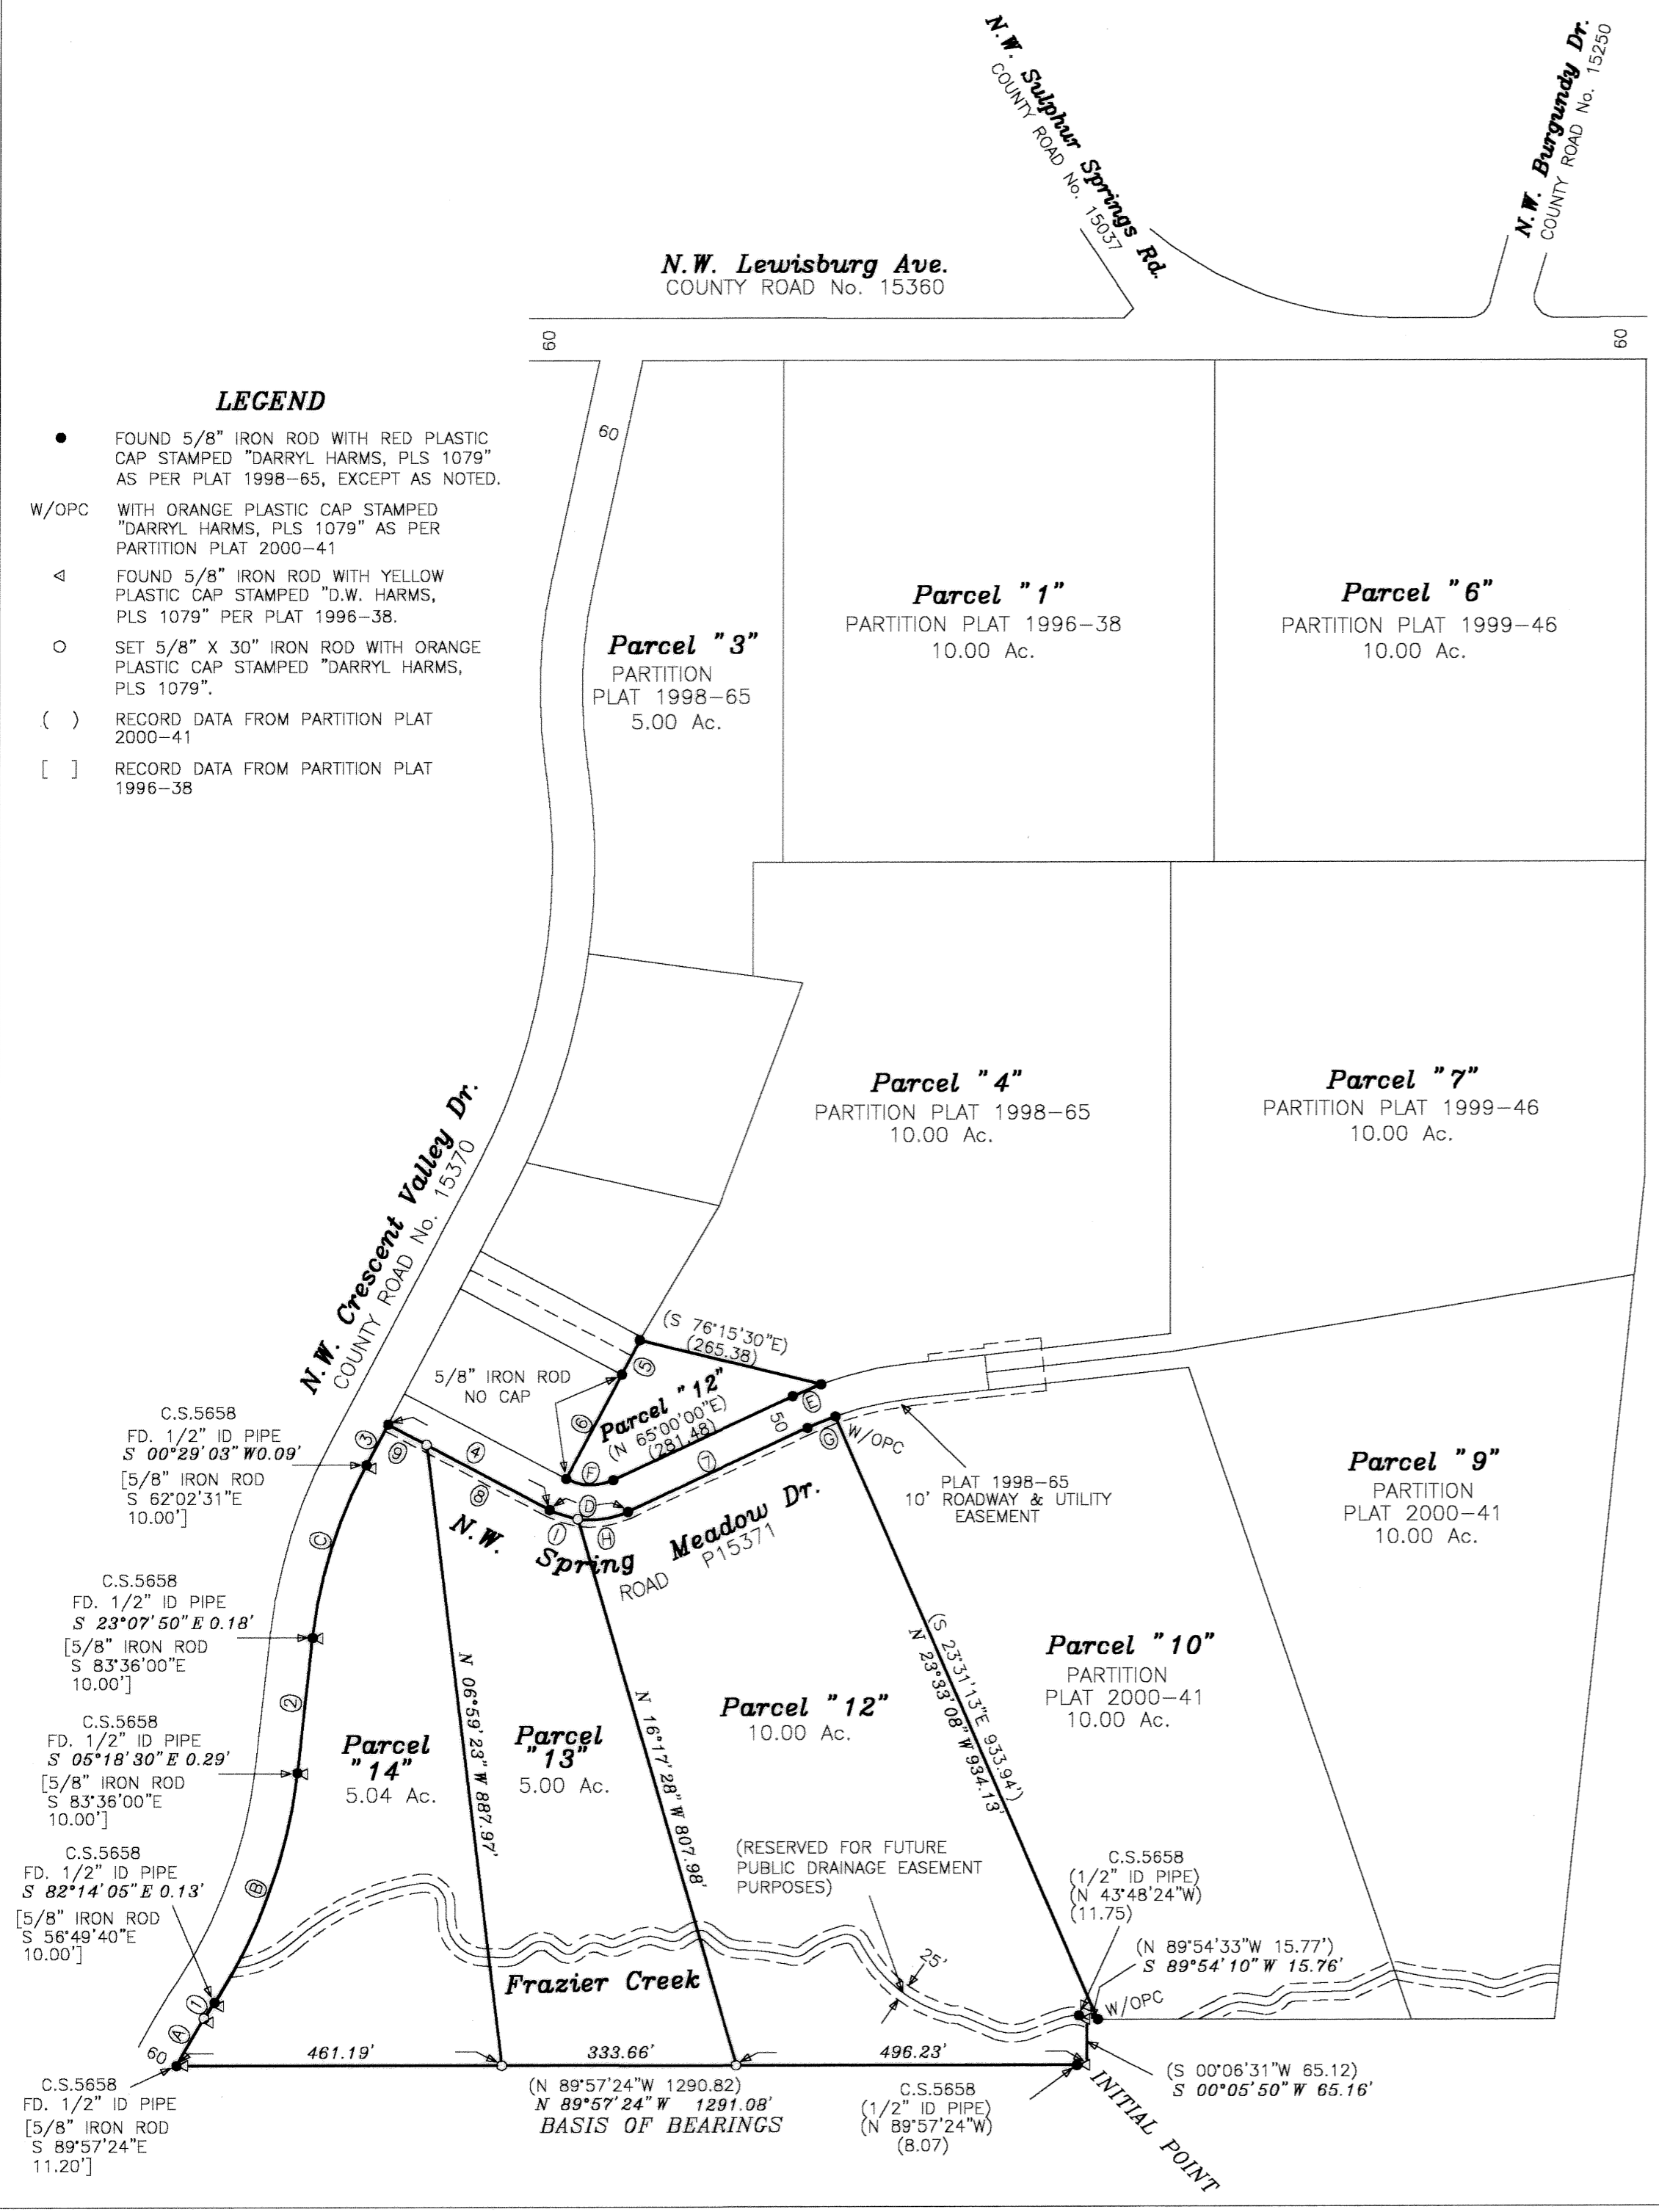 N.W. Sulphur Springs Rd.
COUNTY ROAD No. 15037
N.W. Burgundy Dr.
COUNTY ROAD No. 15250
N.W. Lewisburg Ave.
COUNTY ROAD No. 15360
60
60
60
LEGEND
FOUND 5/8" IRON ROD WITH RED PLASTIC
CAP STAMPED "DARRYL HARMS, PLS 1079"
AS PER PLAT 1998-65, EXCEPT AS NOTED.
W/OPC WITH ORANGE PLASTIC CAP STAMPED
"DARRYL HARMS, PLS 1079" AS PER
PARTITION PLAT 2000-41
FOUND 5/8" IRON ROD WITH YELLOW
PLASTIC CAP STAMPED "D.W. HARMS,
PLS 1079" PER PLAT 1996-38.
SET 5/8" X 30" IRON ROD WITH ORANGE
PLASTIC CAP STAMPED "DARRYL HARMS,
PLS 1079".
( ) RECORD DATA FROM PARTITION PLAT
2000-41
[ ] RECORD DATA FROM PARTITION PLAT
1996-38
Parcel "3"
PARTITION
PLAT 1998-65
5.00 Ac.
Parcel "1"
PARTITION PLAT 1996-38
10.00 Ac.
Parcel "6"
PARTITION PLAT 1999-46
10.00 Ac.
Parcel "4"
PARTITION PLAT 1998-65
10.00 Ac.
Parcel "7"
PARTITION PLAT 1999-46
10.00 Ac.
N.W. Crescent Valley Dr.
COUNTY ROAD No. 15370
(S 76°15'30"E)
(265.38)
5/8" IRON ROD
NO CAP
5
6
Parcel "12"
(N 65°00'00"E)
(281.48)
50
E
G
W/OPC
7
F
D
3
9
4
8
I
H
N.W. Spring Meadow Dr.
ROAD P15371
PLAT 1998-65
10' ROADWAY & UTILITY
EASEMENT
Parcel "9"
PARTITION
PLAT 2000-41
10.00 Ac.
C.S.5658
FD. 1/2" ID PIPE
S 00°29'03" W0.09'
[5/8" IRON ROD
S 62°02'31"E
10.00']
C
C.S.5658
FD. 1/2" ID PIPE
S 23°07'50" E 0.18'
[5/8" IRON ROD
S 83°36'00"E
10.00']
2
C.S.5658
FD. 1/2" ID PIPE
S 05°18'30" E 0.29'
[5/8" IRON ROD
S 83°36'00"E
10.00']
B
C.S.5658
FD. 1/2" ID PIPE
S 82°14'05" E 0.13'
[5/8" IRON ROD
S 56°49'40"E
10.00']
1
A
60
Parcel
"14"
5.04 Ac.
N 06°59'23" W 887.97'
Parcel
"13"
5.00 Ac.
N 16°17'28" W 807.98'
Parcel "12"
10.00 Ac.
(S 23°31'13"E 933.94')
N 23°33'08" W 934.13'
Parcel "10"
PARTITION
PLAT 2000-41
10.00 Ac.
(RESERVED FOR FUTURE
PUBLIC DRAINAGE EASEMENT
PURPOSES)
25'
C.S.5658
(1/2" ID PIPE)
(N 43°48'24"W)
(11.75)
(N 89°54'33"W 15.77')
S 89°54'10" W 15.76'
W/OPC
Frazier Creek
461.19'
333.66'
496.23'
(S 00°06'31"W 65.12)
S 00°05'50" W 65.16'
INITIAL POINT
C.S.5658
FD. 1/2" ID PIPE
[5/8" IRON ROD
S 89°57'24"E
11.20']
(N 89°57'24"W 1290.82)
N 89°57'24" W 1291.08'
BASIS OF BEARINGS
C.S.5658
(1/2" ID PIPE)
(N 89°57'24"W)
(8.07)